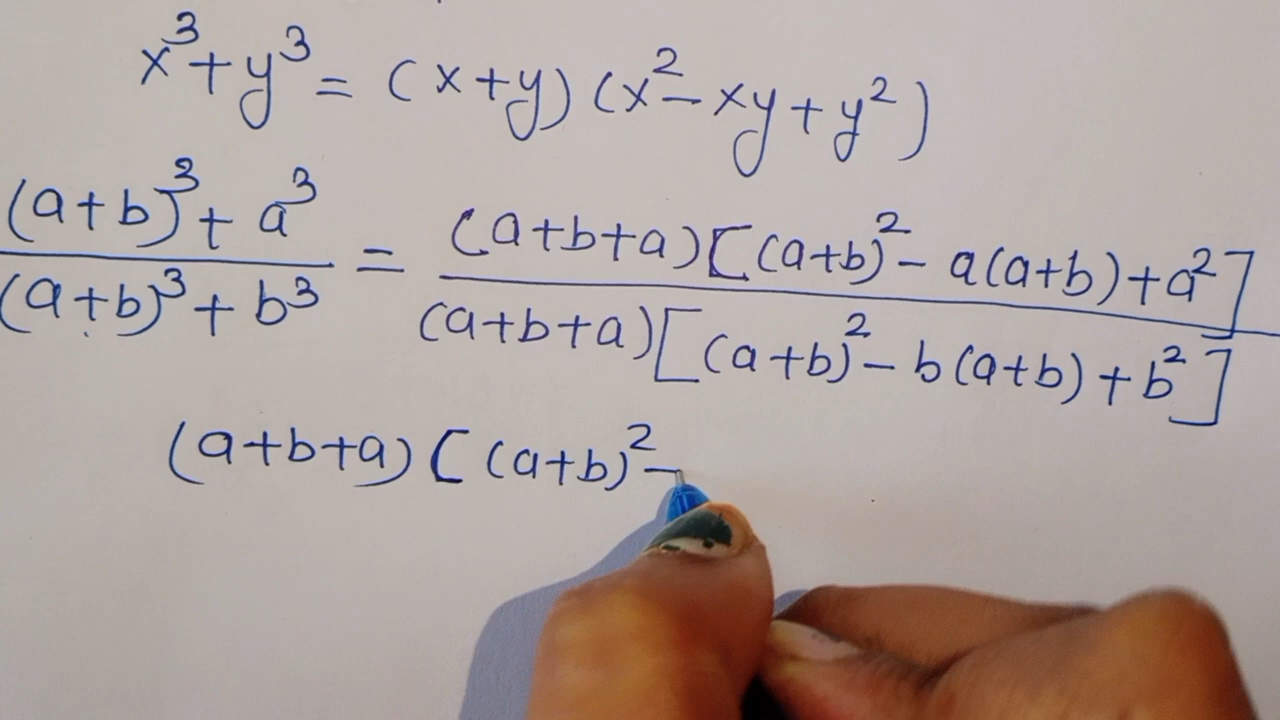 x³+y³ = (x+y)(x²-xy+y²)
(a+b)³+a³ / (a+b)³+b³ = (a+b+a)[(a+b)²-a(a+b)+a²] / (a+b+a)[(a+b)²-b(a+b)+b²]
(a+b+a)[(a+b)²-